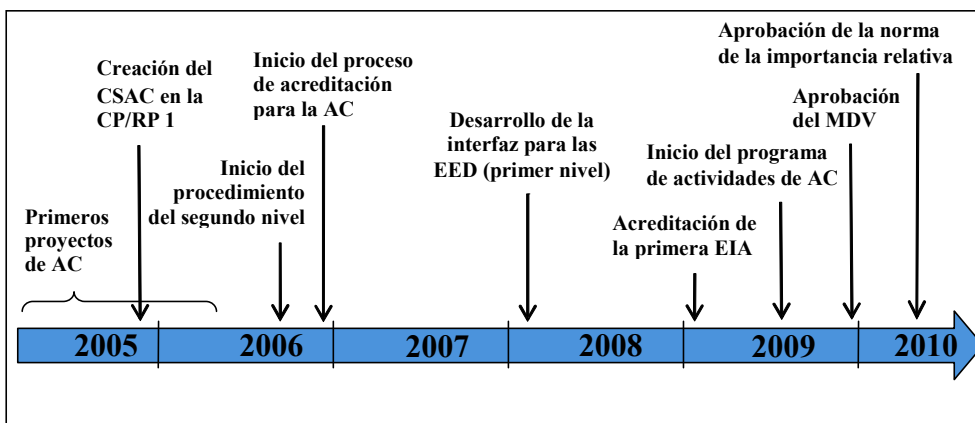 Primeros
proyectos
de AC
Creación del
CSAC en la
CP/RP 1
Inicio del
procedimiento
del segundo nivel
Inicio del proceso
de acreditación
para la AC
Desarrollo de la
interfaz para las
EED (primer nivel)
Acreditación de
la primera EIA
Inicio del programa
de actividades de AC
Aprobación
del MDV
Aprobación de la norma
de la importancia relativa
2005
2006
2007
2008
2009
2010